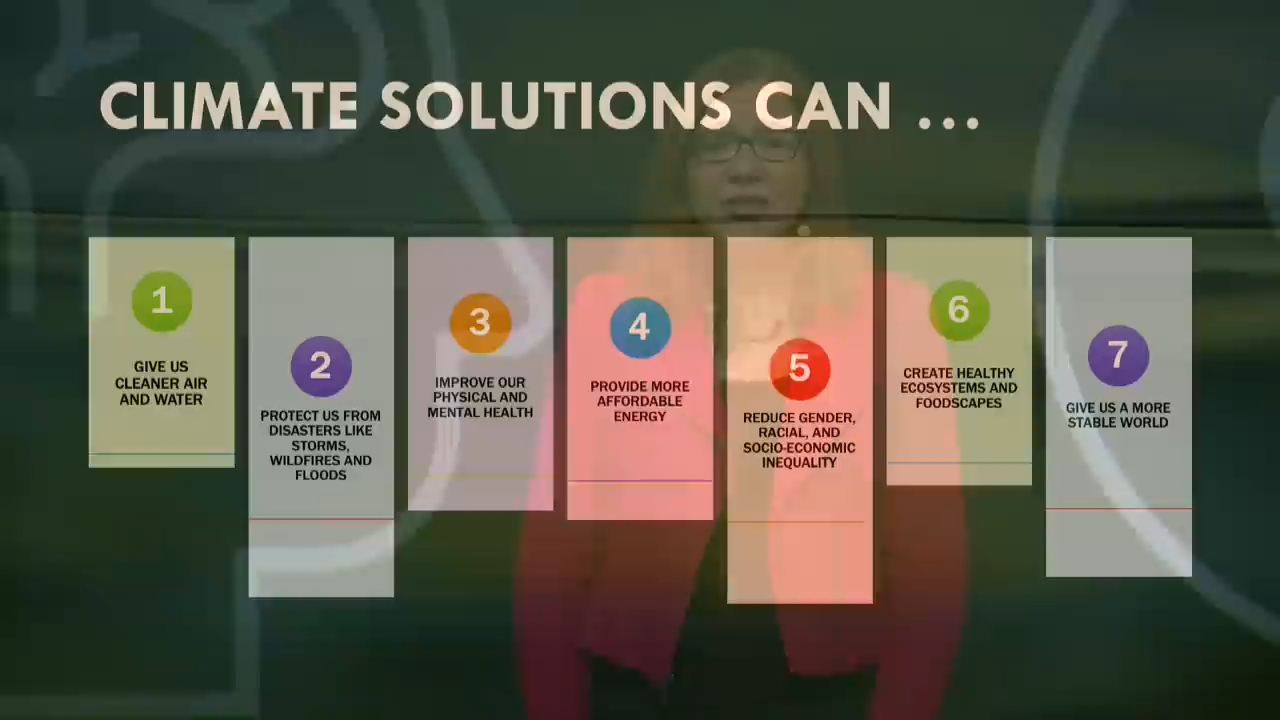 CLIMATE SOLUTIONS CAN ...
1
GIVE US
CLEANER AIR
AND WATER
2
PROTECT US FROM
DISASTERS LIKE
STORMS,
WILDFIRES AND
FLOODS
3
IMPROVE OUR
PHYSICAL AND
MENTAL HEALTH
4
PROVIDE MORE
AFFORDABLE
ENERGY
5
REDUCE GENDER,
RACIAL, AND
SOCIO-ECONOMIC
INEQUALITY
6
CREATE HEALTHY
ECOSYSTEMS AND
FOODSCAPES
7
GIVE US A MORE
STABLE WORLD